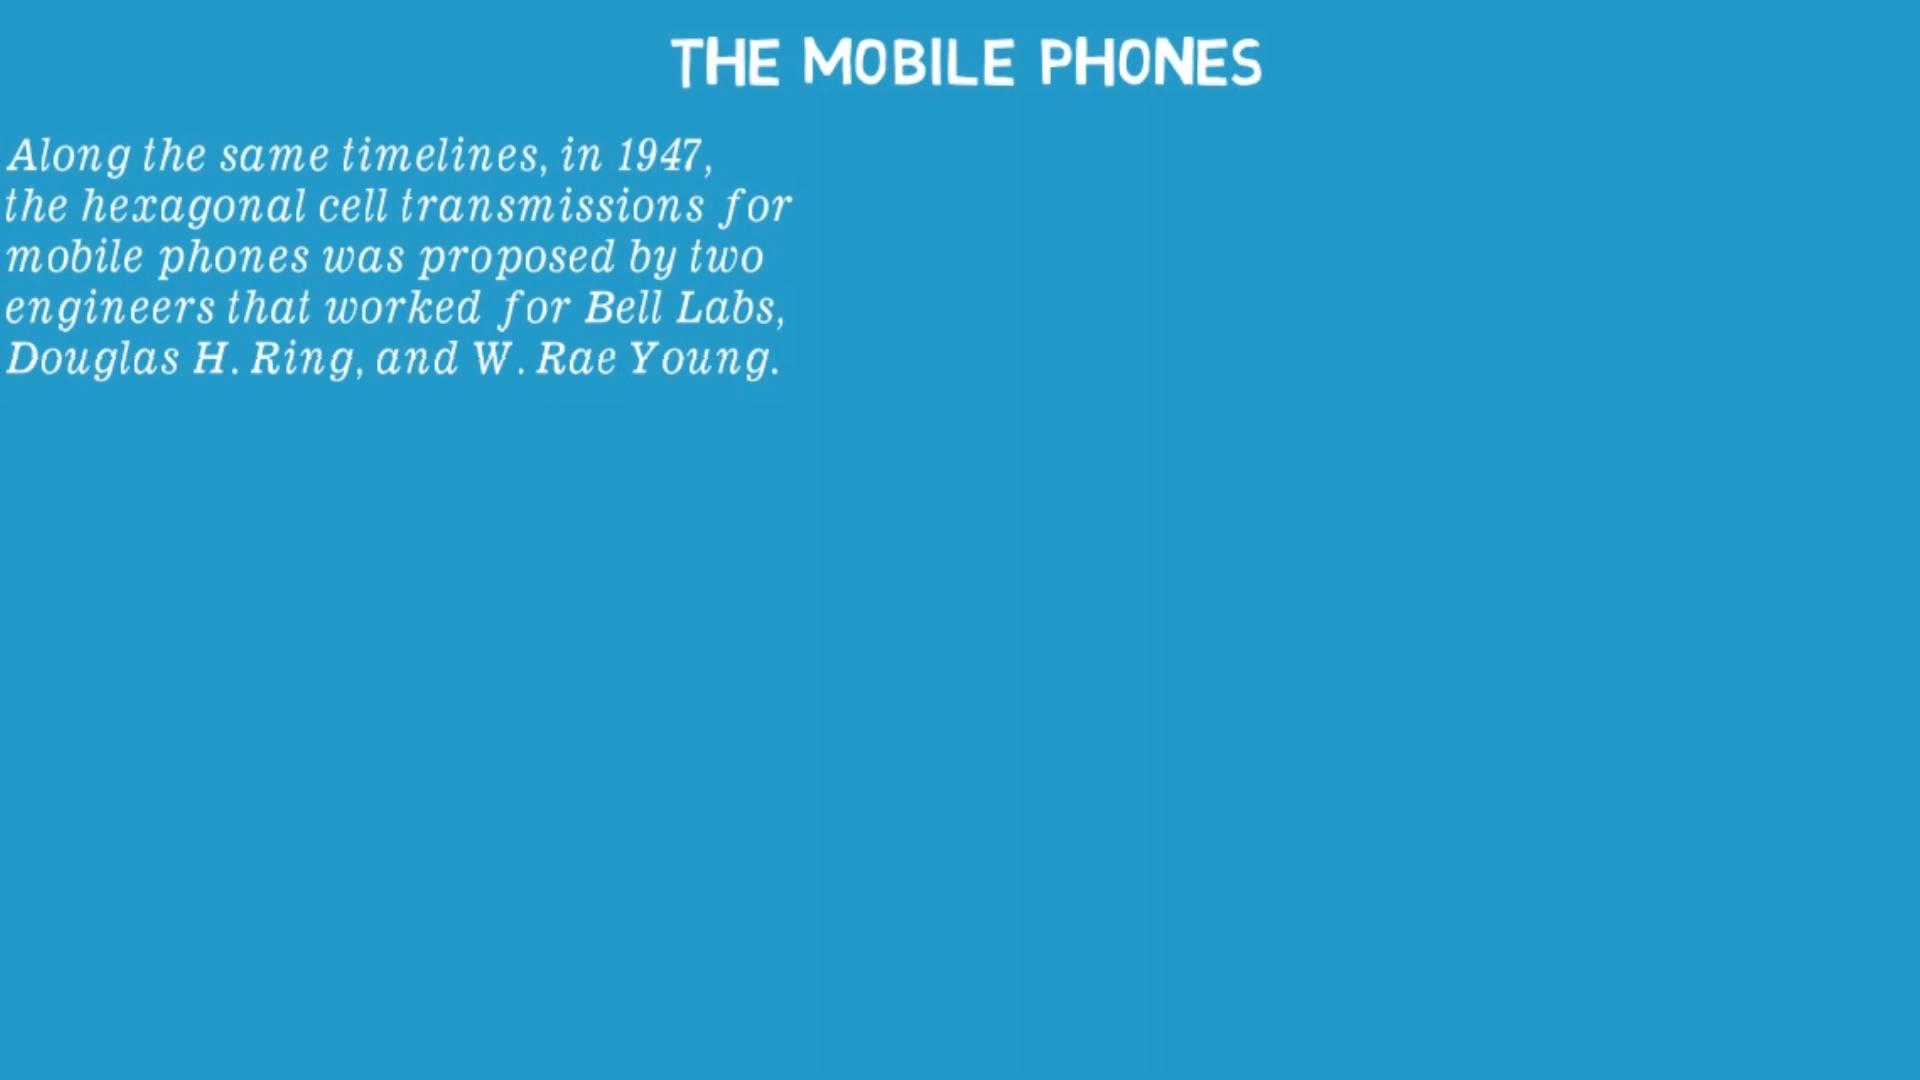 THE MOBILE PHONES
Along the same timelines, in 1947,
the hexagonal cell transmissions for
mobile phones was proposed by two
engineers that worked for Bell Labs,
Douglas H. Ring, and W. Rae Young.